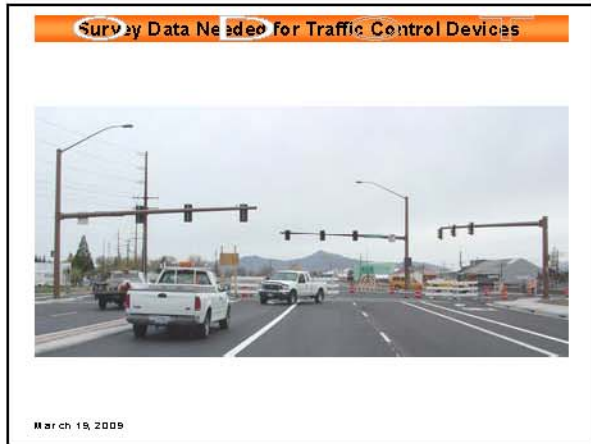 Survey Data Needed for Traffic Control Devices
O D O T
March 19, 2009